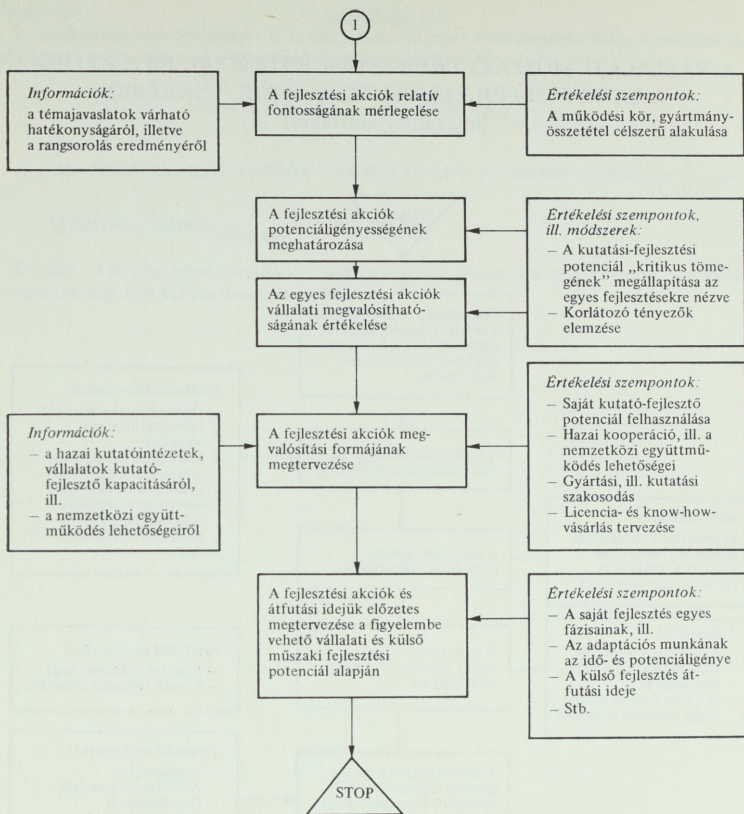 1
Információk:
a témajavaslatok várható
hatékonyságáról, illetve
a rangsorolás eredményéről
A fejlesztési akciók relatív
fontosságának mérlegelése
Értékelési szempontok:
A működési kör, gyártmány-
összetétel célszerű alakulása
A fejlesztési akciók
potenciáligényességének
meghatározása
Értékelési szempontok,
ill. módszerek:
– A kutatási-fejlesztési
potenciál „kritikus töme-
gének” megállapítása az
egyes fejlesztésekre nézve
– Korlátozó tényezők
elemzése
Az egyes fejlesztési akciók
vállalati megvalósítható-
ságának értékelése
Információk:
– a hazai kutatóintézetek,
vállalatok kutató-
fejlesztő kapacitásáról,
ill.
– a nemzetközi együtt-
működés lehetőségeiről
A fejlesztési akciók meg-
valósítási formájának
megtervezése
Értékelési szempontok:
– Saját kutató-fejlesztő
potenciál felhasználása
– Hazai kooperáció, ill. a
nemzetközi együttmű-
ködés lehetőségei
– Gyártási, ill. kutatási
szakosodás
– Licencia- és know-how-
vásárlás tervezése
A fejlesztési akciók és
átfutási idejük előzetes
megtervezése a figyelembe
vehető vállalati és külső
műszaki fejlesztési
potenciál alapján
Értékelési szempontok:
– A saját fejlesztés egyes
fázisainak, ill.
– Az adaptációs munkának
az idő- és potenciáligénye
– A külső fejlesztés át-
futási ideje
– Stb.
STOP